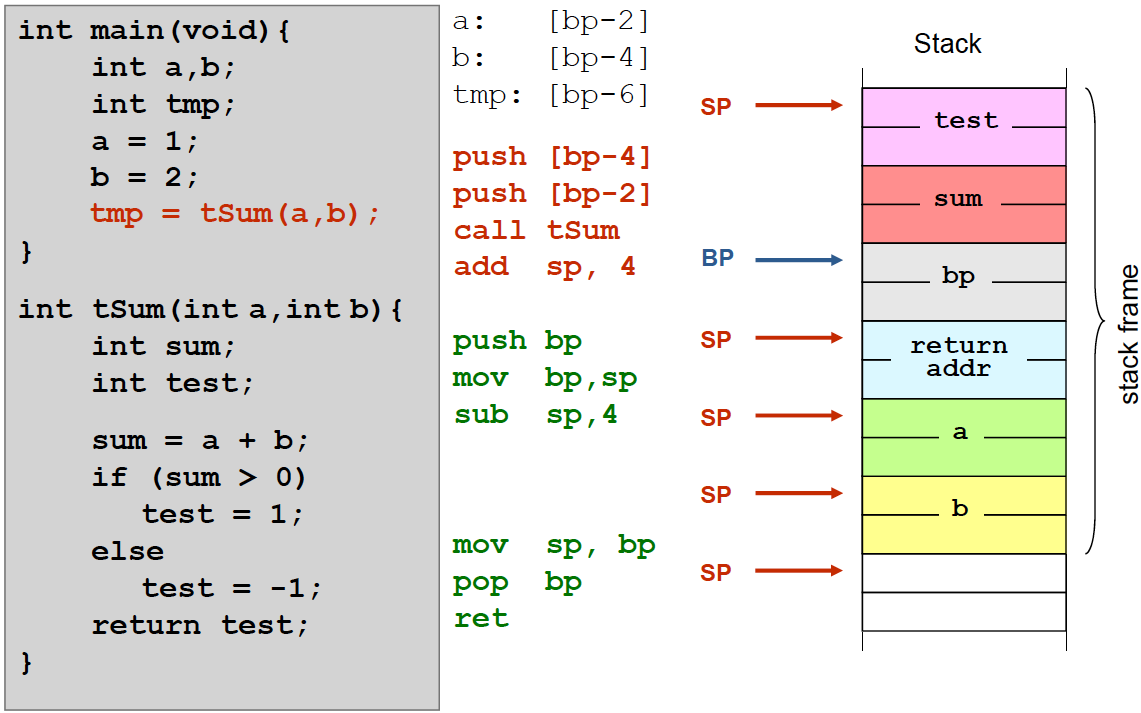 int main(void){
int a,b;
int tmp;
a = 1;
b = 2;
tmp = tSum(a,b);
}
int tSum(int a,int b){
int sum;
int test;
sum = a + b;
if (sum > 0)
test = 1;
else
test = -1;
return test;
}
a: [bp-2]
b: [bp-4]
tmp: [bp-6]
push [bp-4]
push [bp-2]
call tSum
add sp, 4
push bp
mov bp,sp
sub sp,4
mov sp, bp
pop bp
ret
Stack
SP
test
sum
BP
bp
SP
return
addr
SP
a
SP
b
SP
stack frame